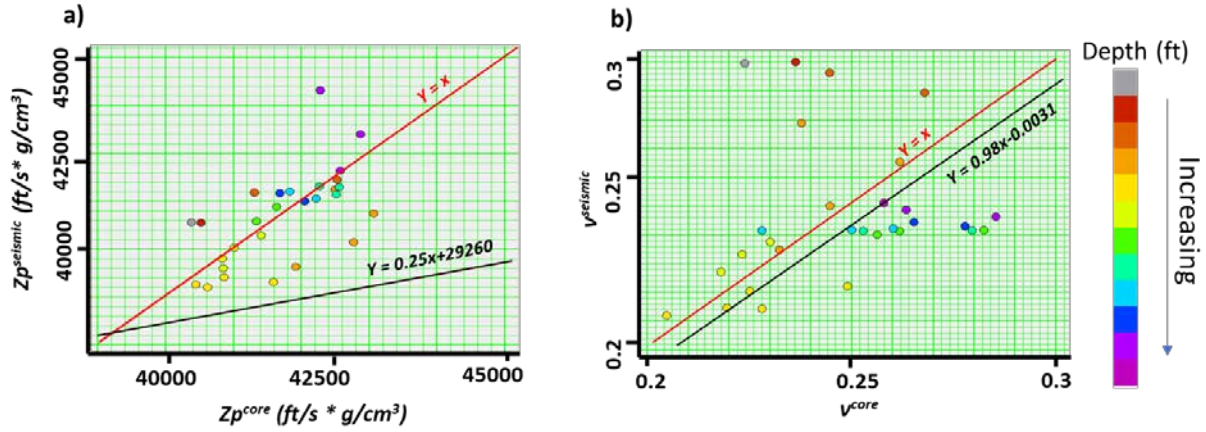 a)
45000
42500
40000
Zp^seismic (ft/s* g/cm³)
Y = x
Y = 0.25x+29260
40000
42500
45000
Zp^core (ft/s * g/cm³)
b)
0.3
0.25
0.2
v^seismic
Y = x
Y = 0.98x-0.0031
0.2
0.25
0.3
v^core
Depth (ft)
Increasing